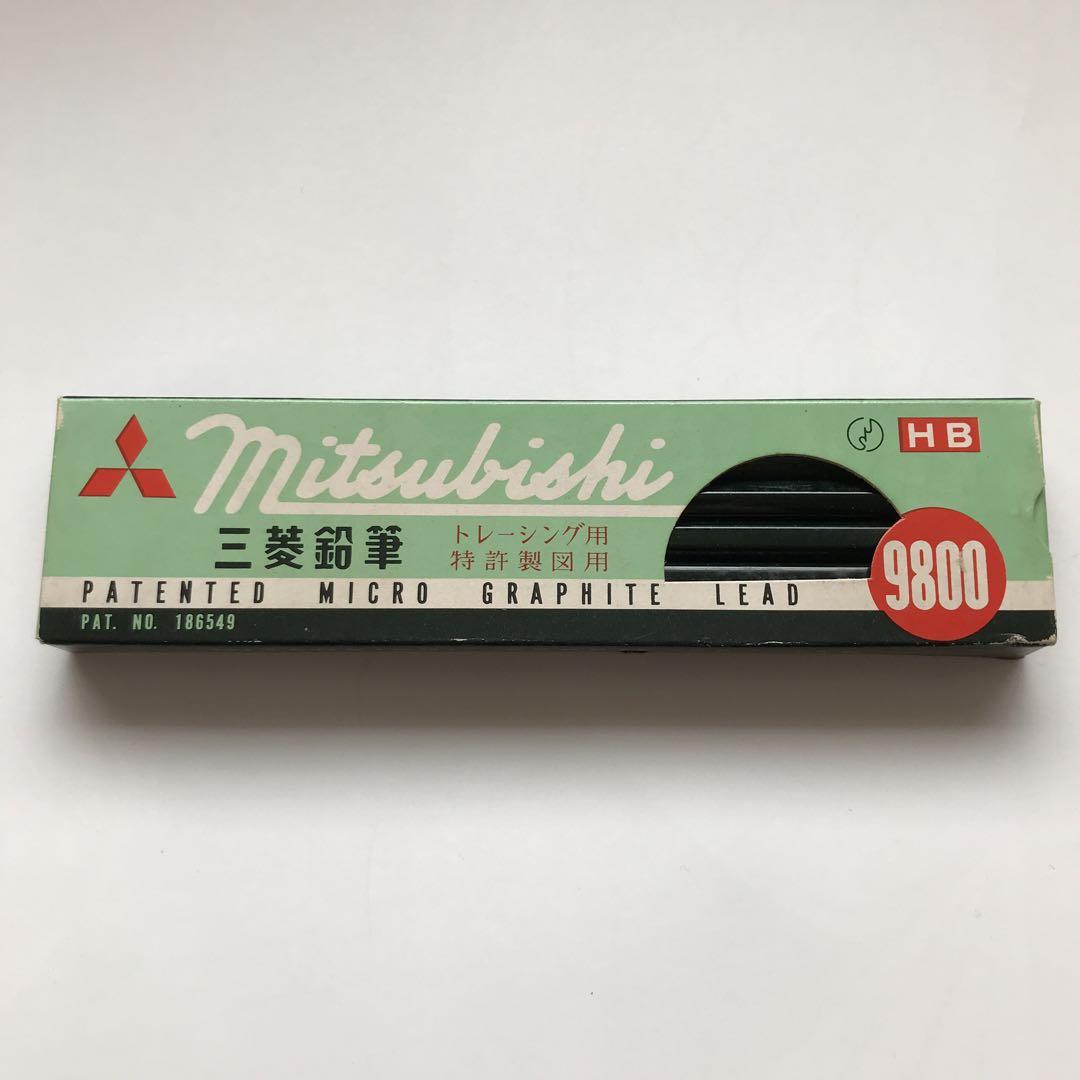 mitsubishi
HB
三菱鉛筆
トレーシング用
特許製図用
9800
PATENTED MICRO GRAPHITE LEAD
PAT. NO. 186549